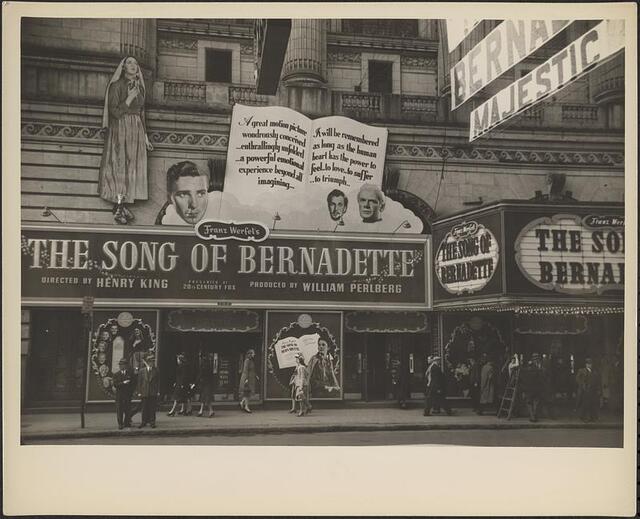 BERNA
MAJESTIC
A great motion picture
wondrously conceived
...enthrallingly unfolded
...a powerful emotional
experience beyond all
imagining...
It will be remembered
as long as the human
heart has the power to
feel..to love..to suffer
..to triumph..
Franz Werfel's
THE SONG OF BERNADETTE
DIRECTED BY HENRY KING
PRESENTED BY
20TH CENTURY FOX
PRODUCED BY WILLIAM PERLBERG
Franz Werfel's
THE SONG OF
BERNADETTE
Franz Werf
THE SO
BERNA